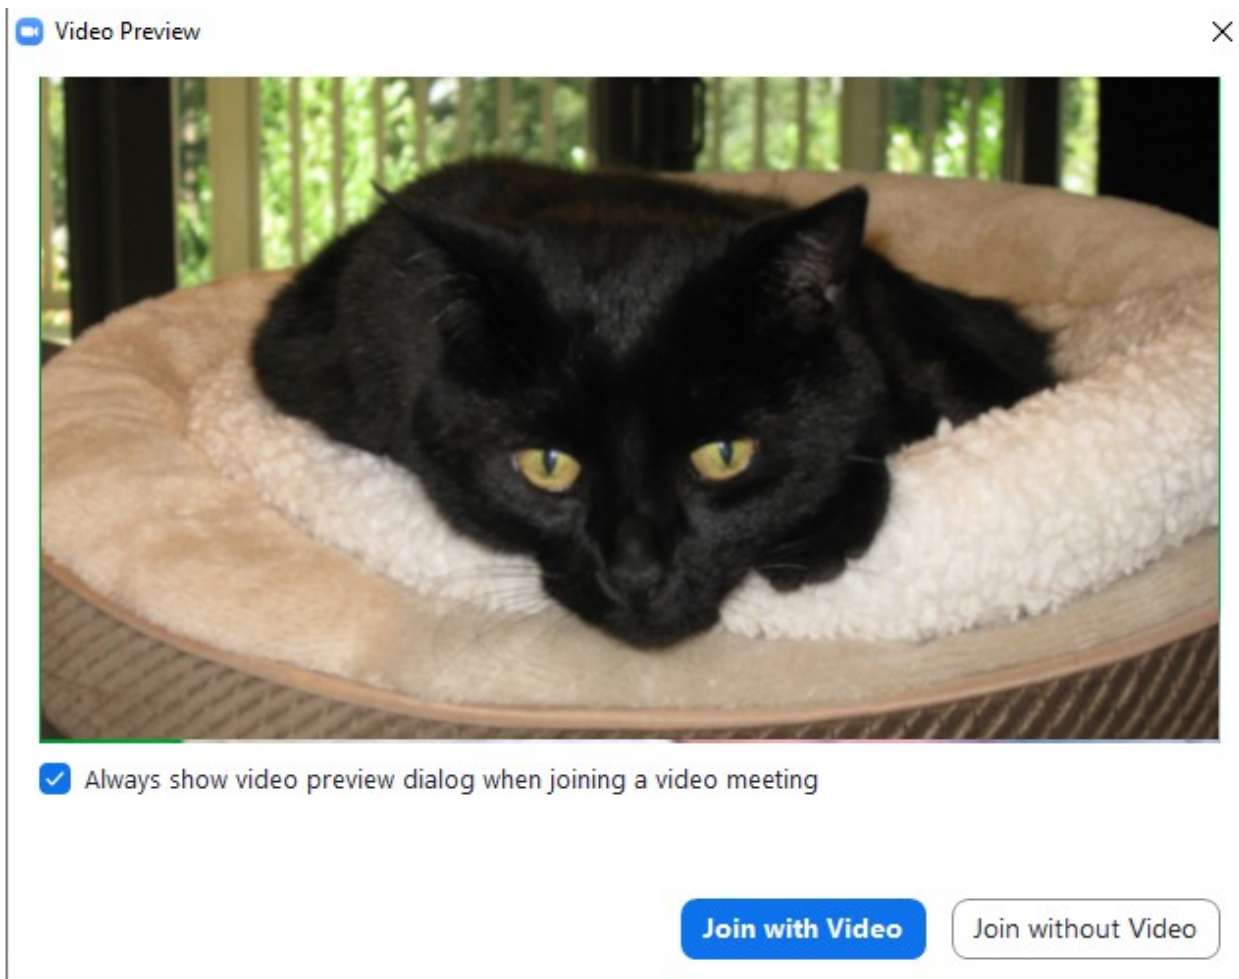 Video Preview
Always show video preview dialog when joining a video meeting
Join with Video
Join without Video